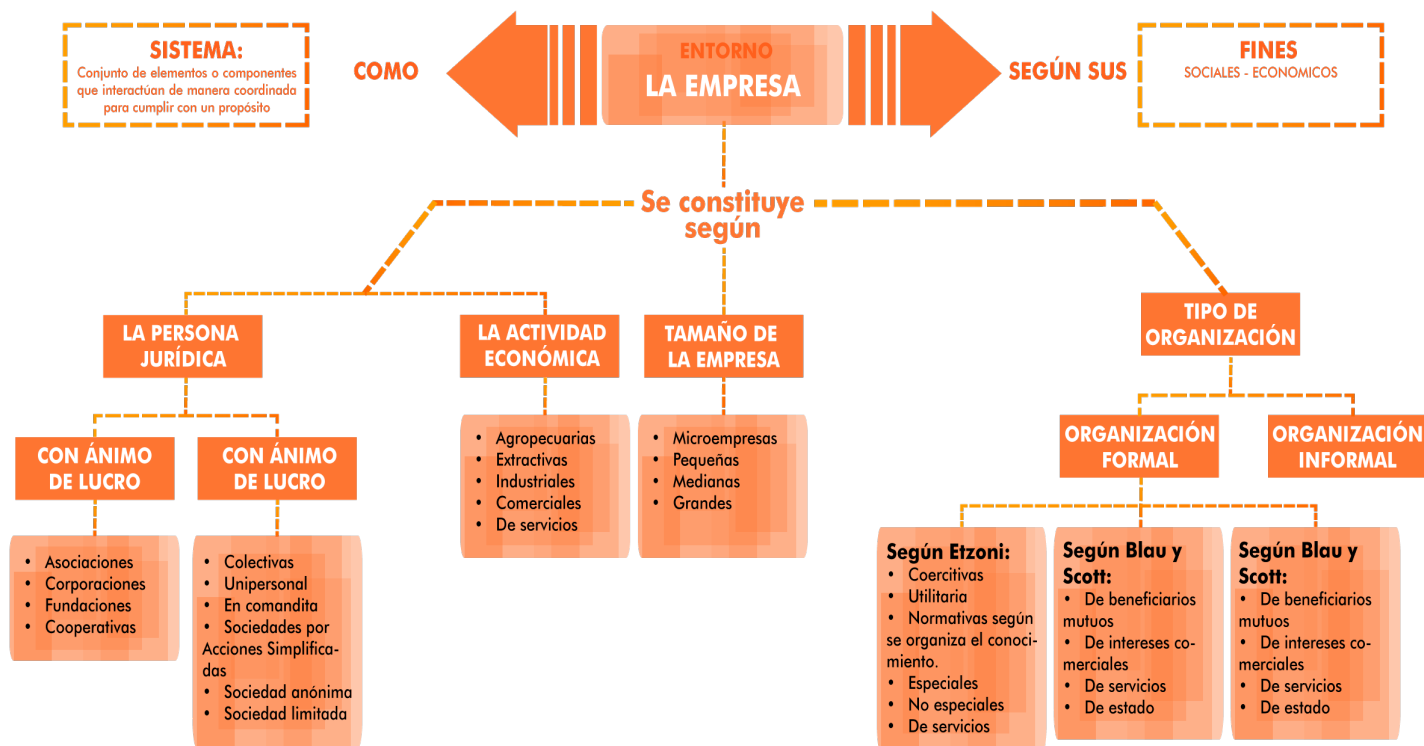 SISTEMA:
Conjunto de elementos o componentes
que interactúan de manera coordinada
para cumplir con un propósito
COMO
ENTORNO
LA EMPRESA
SEGÚN SUS
FINES
SOCIALES - ECONOMICOS
Se constituye
según
LA PERSONA
JURÍDICA
LA ACTIVIDAD
ECONÓMICA
TAMAÑO DE
LA EMPRESA
TIPO DE
ORGANIZACIÓN
CON ÁNIMO
DE LUCRO
CON ÁNIMO
DE LUCRO
• Agropecuarias
• Extractivas
• Industriales
• Comerciales
• De servicios
• Microempresas
• Pequeñas
• Medianas
• Grandes
ORGANIZACIÓN
FORMAL
ORGANIZACIÓN
INFORMAL
• Asociaciones
• Corporaciones
• Fundaciones
• Cooperativas
• Colectivas
• Unipersonal
• En comandita
• Sociedades por
Acciones Simplifica-
das
• Sociedad anónima
• Sociedad limitada
Según Etzoni:
• Coercitivas
• Utilitaria
• Normativas según
se organiza el conoci-
miento.
• Especiales
• No especiales
• De servicios
Según Blau y
Scott:
• De beneficiarios
mutuos
• De intereses co-
merciales
• De servicios
• De estado
Según Blau y
Scott:
• De beneficiarios
mutuos
• De intereses co-
merciales
• De servicios
• De estado